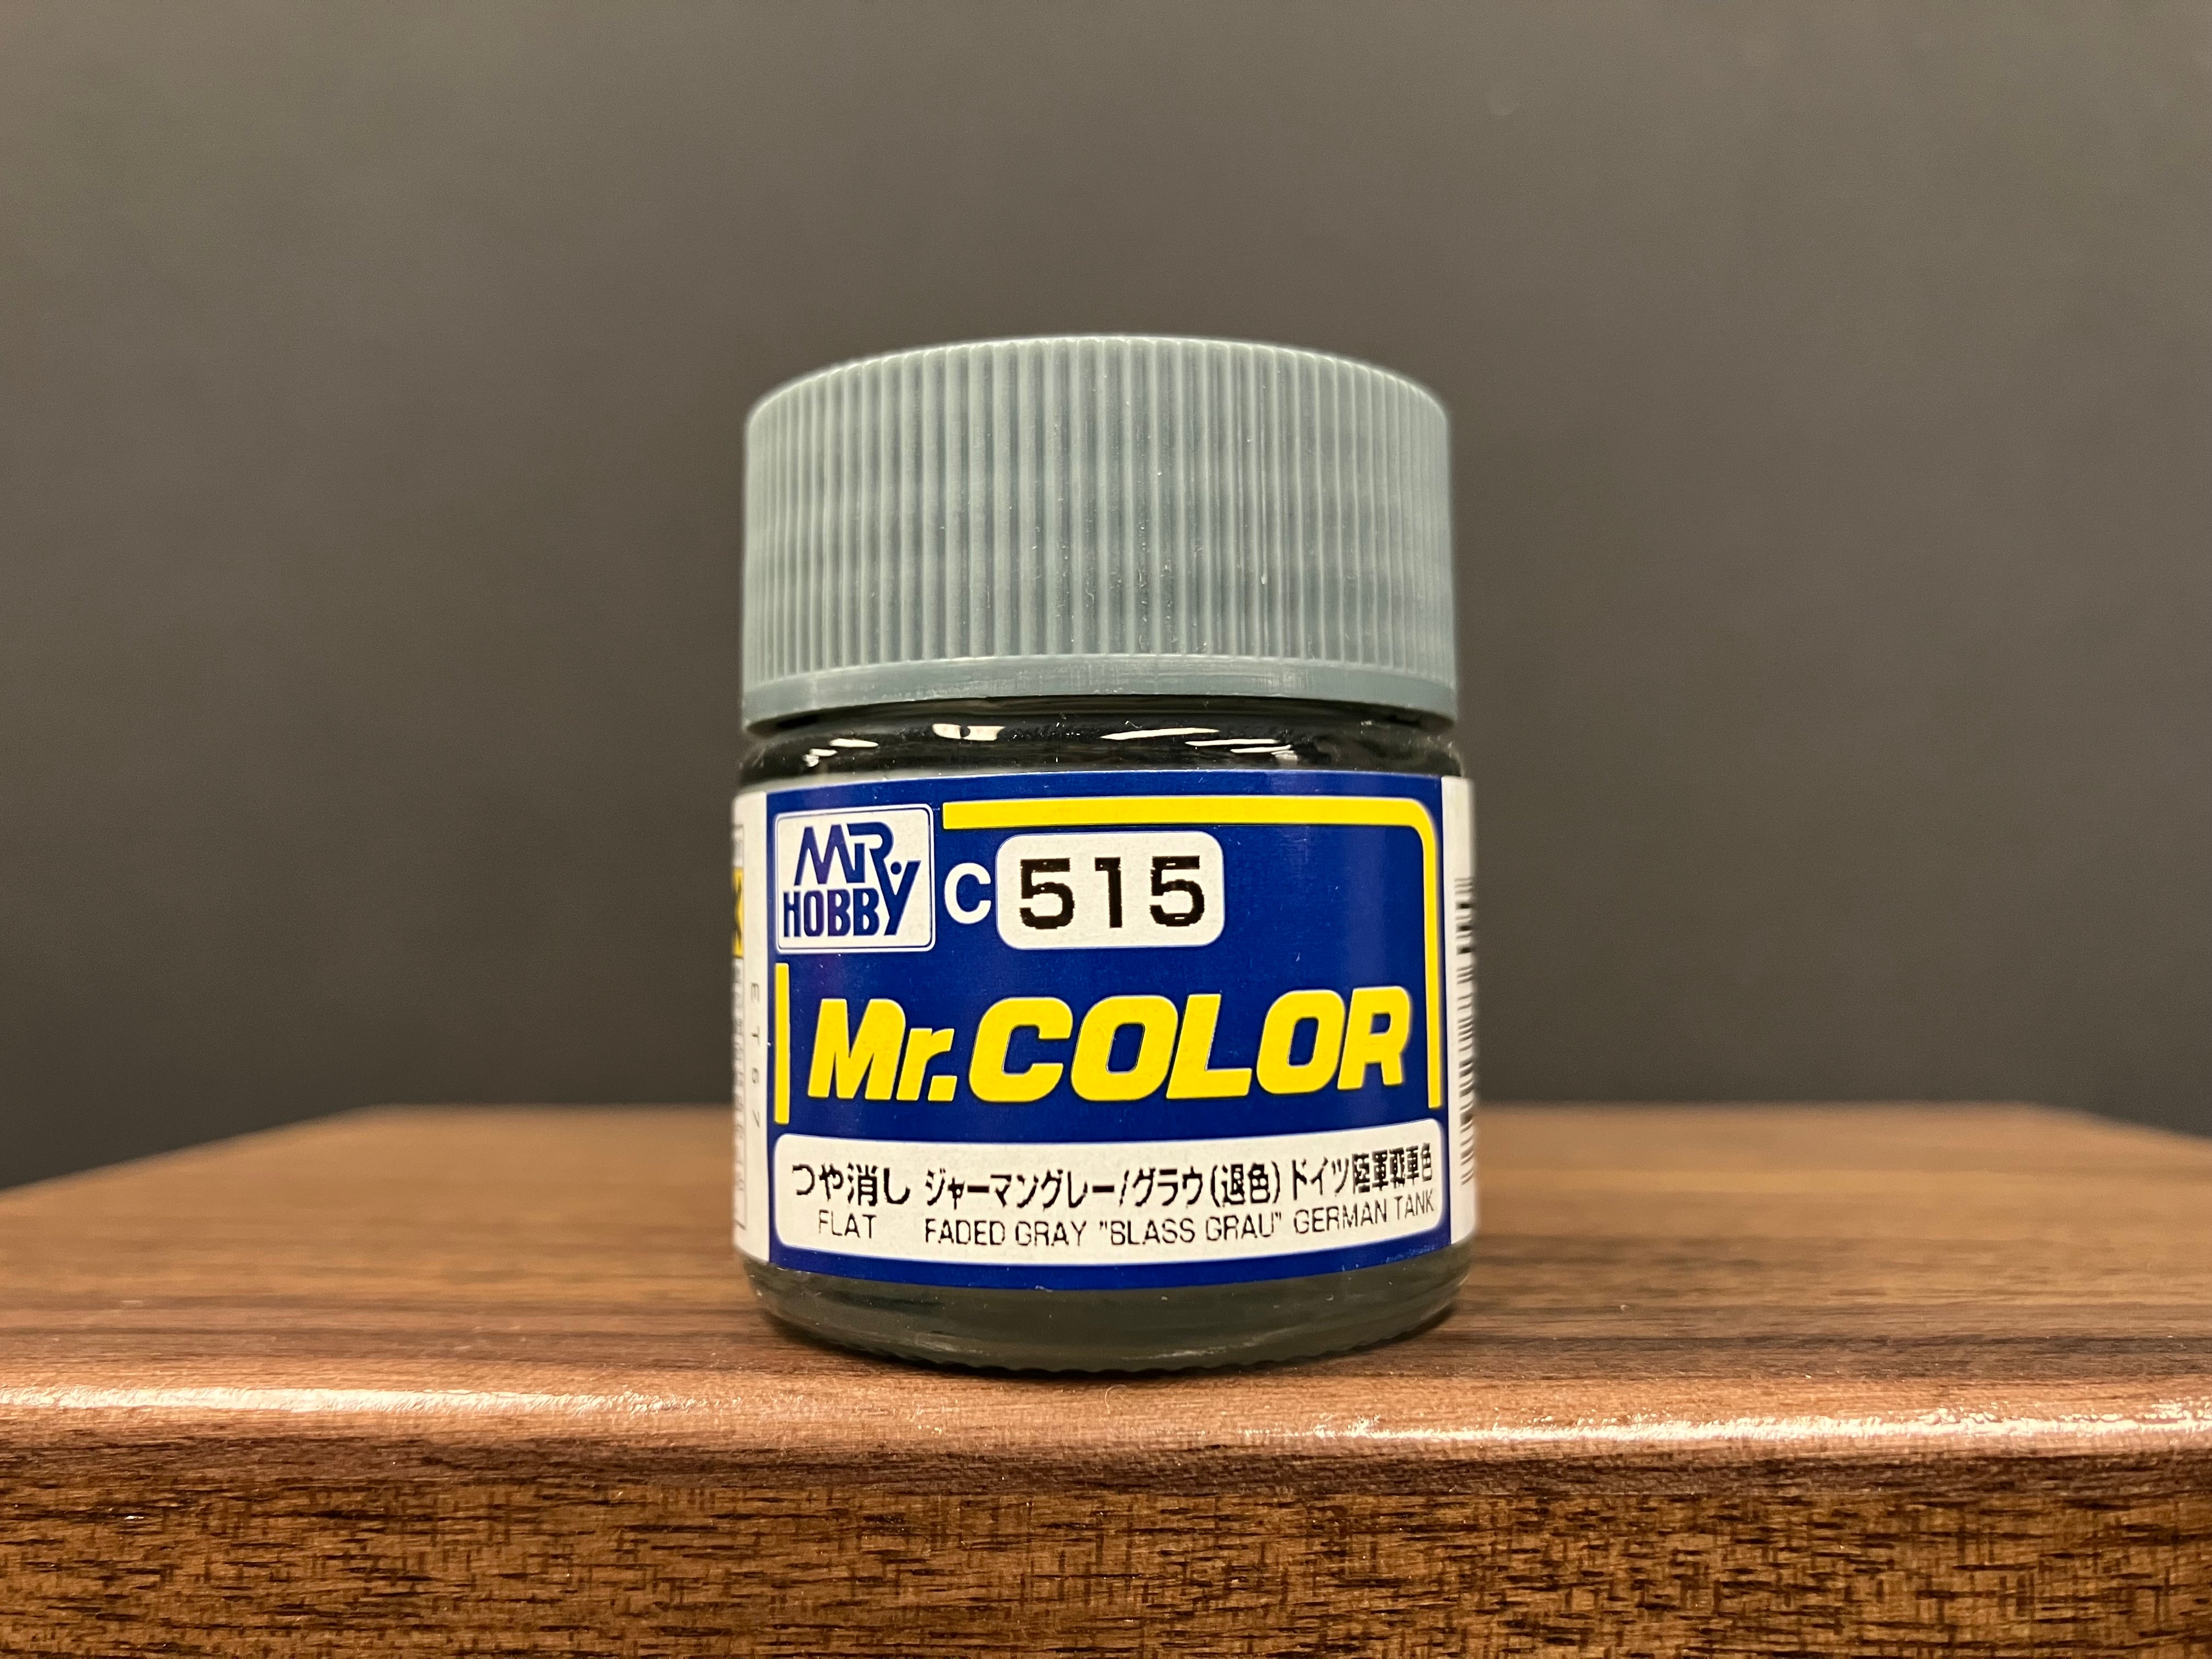 MR.
HOBBY
C 515
Mr.COLOR
つや消し ジャーマングレー/グラウ(退色) ドイツ陸軍戦車色
FLAT FADED GRAY "BLASS GRAU" GERMAN TANK
ET67